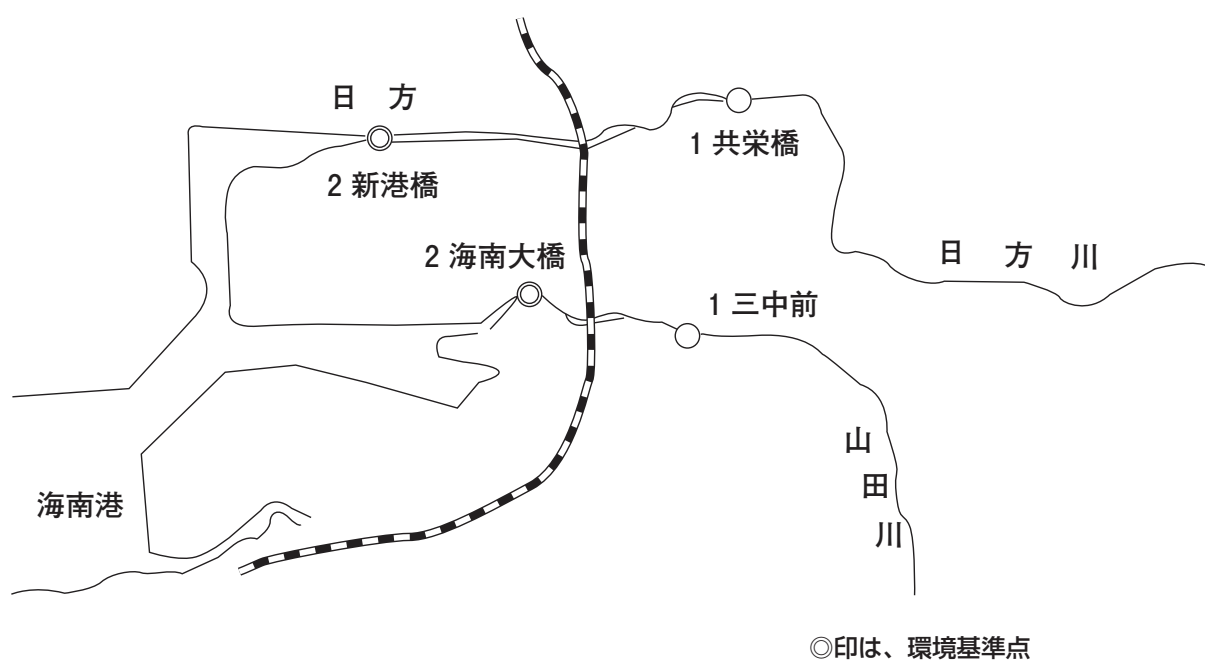 日方
1 共栄橋
2 新港橋
日方川
2 海南大橋
1 三中前
山田川
海南港
◎印は、環境基準点